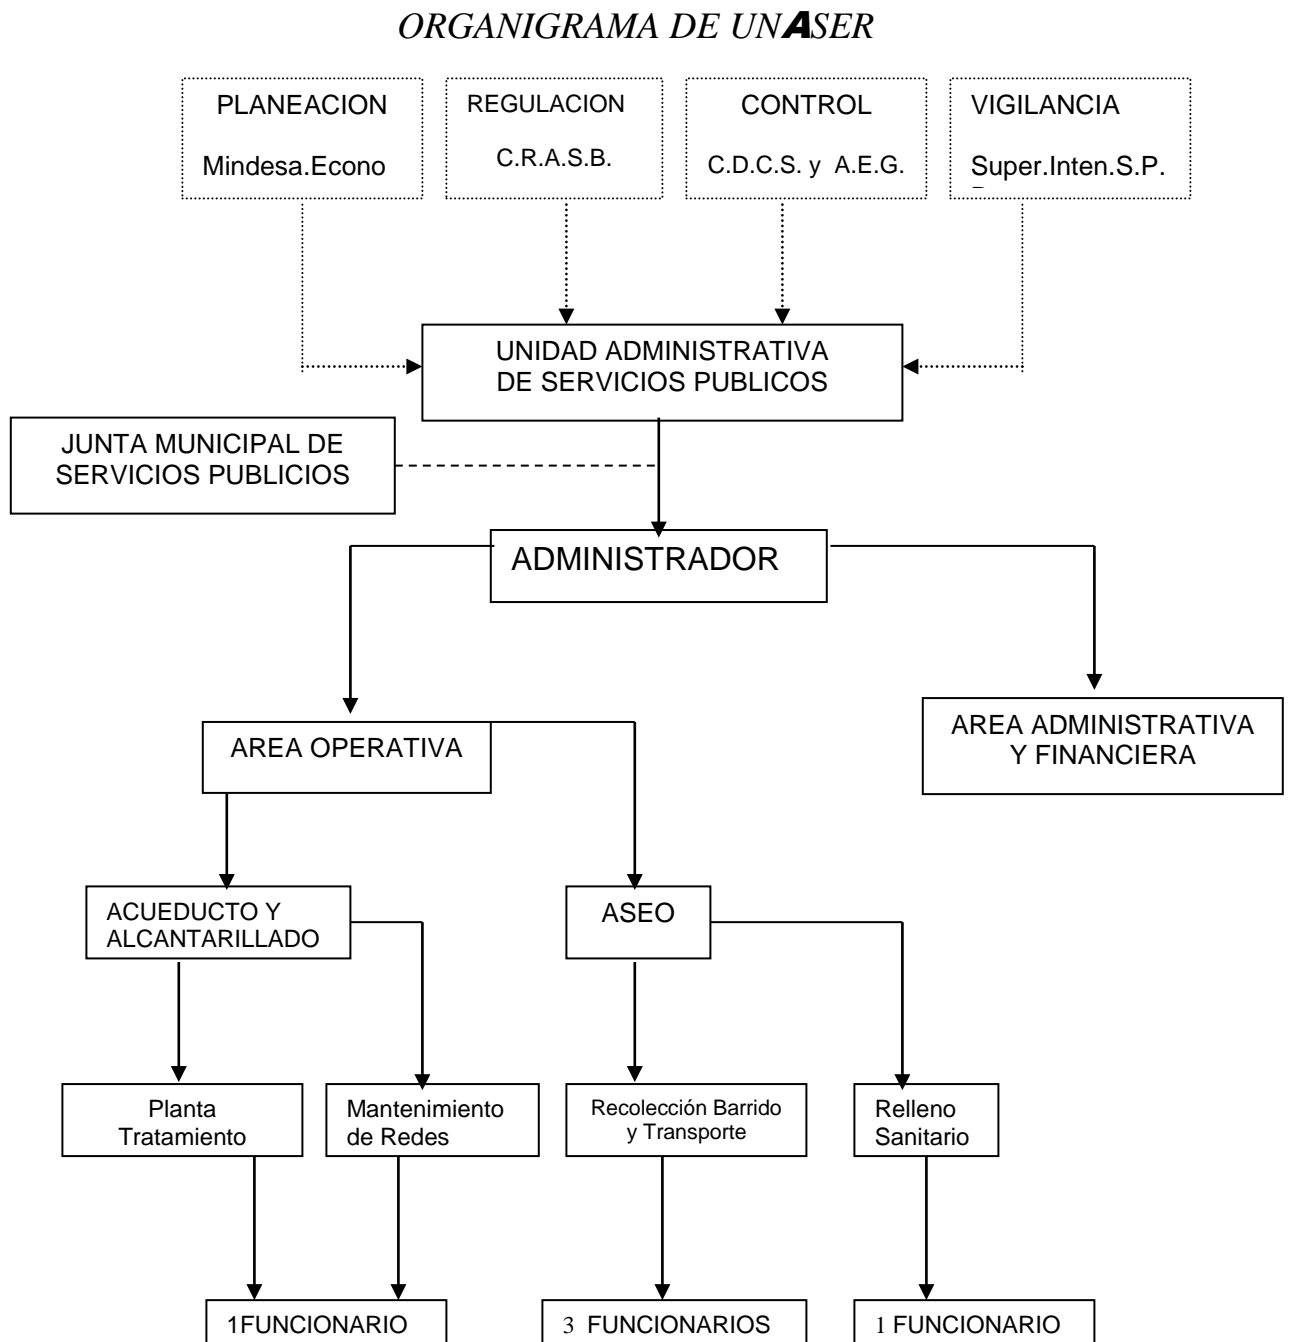 ORGANIGRAMA DE UNASER
PLANEACION
Mindesa.Econo
REGULACION
C.R.A.S.B.
CONTROL
C.D.C.S. y A.E.G.
VIGILANCIA
Super.Inten.S.P.
UNIDAD ADMINISTRATIVA
DE SERVICIOS PUBLICOS
JUNTA MUNICIPAL DE
SERVICIOS PUBLICIOS
ADMINISTRADOR
AREA OPERATIVA
AREA ADMINISTRATIVA
Y FINANCIERA
ACUEDUCTO Y
ALCANTARILLADO
ASEO
Planta
Tratamiento
Mantenimiento
de Redes
Recolección Barrido
y Transporte
Relleno
Sanitario
1FUNCIONARIO
3 FUNCIONARIOS
1 FUNCIONARIO